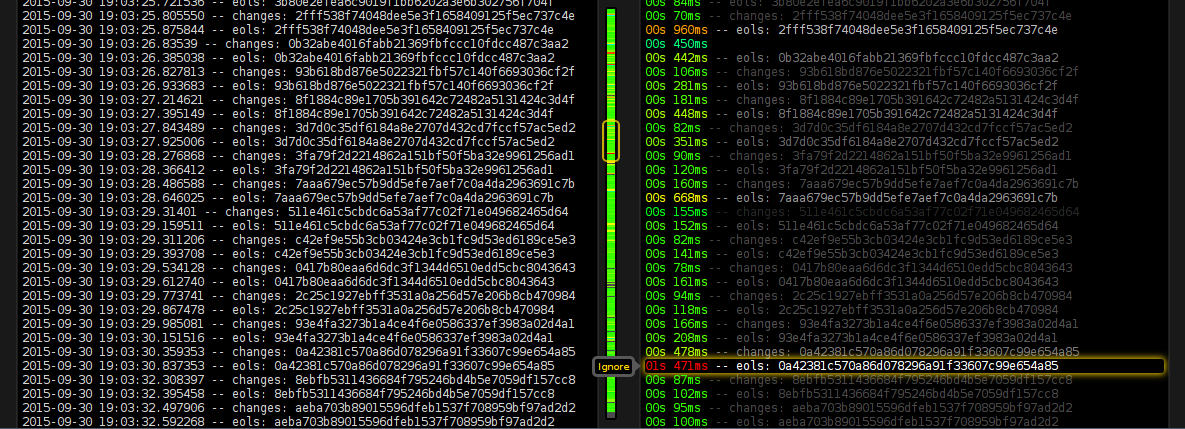 2015-09-30 19:03:25.721536 -- eols: 3b80e2efea6c9019f1bb6202a3e6b302756f704f
2015-09-30 19:03:25.805550 -- changes: 2fff538f74048dee5e3f1658409125f5ec737c4e
2015-09-30 19:03:25.875844 -- eols: 2fff538f74048dee5e3f1658409125f5ec737c4e
2015-09-30 19:03:26.83539 -- changes: 0b32abe4016fabb21369fbfccc10fdcc487c3aa2
2015-09-30 19:03:26.385038 -- eols: 0b32abe4016fabb21369fbfccc10fdcc487c3aa2
2015-09-30 19:03:26.827813 -- changes: 93b618bd876e5022321fbf57c140f6693036cf2f
2015-09-30 19:03:26.933683 -- eols: 93b618bd876e5022321fbf57c140f6693036cf2f
2015-09-30 19:03:27.214621 -- changes: 8f1884c89e1705b391642c72482a5131424c3d4f
2015-09-30 19:03:27.395149 -- eols: 8f1884c89e1705b391642c72482a5131424c3d4f
2015-09-30 19:03:27.843489 -- changes: 3d7d0c35df6184a8e2707d432cd7fccf57ac5ed2
2015-09-30 19:03:27.925006 -- eols: 3d7d0c35df6184a8e2707d432cd7fccf57ac5ed2
2015-09-30 19:03:28.276868 -- changes: 3fa79f2d2214862a151bf50f5ba32e9961256ad1
2015-09-30 19:03:28.366412 -- eols: 3fa79f2d2214862a151bf50f5ba32e9961256ad1
2015-09-30 19:03:28.486588 -- changes: 7aaa679ec57b9dd5efe7aef7c0a4da2963691c7b
2015-09-30 19:03:28.646025 -- eols: 7aaa679ec57b9dd5efe7aef7c0a4da2963691c7b
2015-09-30 19:03:29.31401 -- changes: 511e461c5cbdc6a53af77c02f71e049682465d64
2015-09-30 19:03:29.159511 -- eols: 511e461c5cbdc6a53af77c02f71e049682465d64
2015-09-30 19:03:29.311206 -- changes: c42ef9e55b3cb03424e3cb1fc9d53ed6189ce5e3
2015-09-30 19:03:29.393708 -- eols: c42ef9e55b3cb03424e3cb1fc9d53ed6189ce5e3
2015-09-30 19:03:29.534128 -- changes: 0417b80eaa6d6dc3f1344d6510edd5cbc8043643
2015-09-30 19:03:29.612740 -- eols: 0417b80eaa6d6dc3f1344d6510edd5cbc8043643
2015-09-30 19:03:29.773741 -- changes: 2c25c1927ebff3531a0a256d57e206b8cb470984
2015-09-30 19:03:29.867478 -- eols: 2c25c1927ebff3531a0a256d57e206b8cb470984
2015-09-30 19:03:29.985081 -- changes: 93e4fa3273b1a4ce4f6e0586337ef3983a02d4a1
2015-09-30 19:03:30.151516 -- eols: 93e4fa3273b1a4ce4f6e0586337ef3983a02d4a1
2015-09-30 19:03:30.359353 -- changes: 0a42381c570a86d078296a91f33607c99e654a85
2015-09-30 19:03:30.837353 -- eols: 0a42381c570a86d078296a91f33607c99e654a85
2015-09-30 19:03:32.308397 -- changes: 8ebfb5311436684f795246bd4b5e7059df157cc8
2015-09-30 19:03:32.395458 -- eols: 8ebfb5311436684f795246bd4b5e7059df157cc8
2015-09-30 19:03:32.497906 -- changes: aeba703b89015596dfeb1537f708959bf97ad2d2
2015-09-30 19:03:32.592268 -- eols: aeba703b89015596dfeb1537f708959bf97ad2d2
Ignore
00s 84ms -- eols: 3b80e2efea6c9019f1bb6202a3e6b302756f704f
00s 70ms -- changes: 2fff538f74048dee5e3f1658409125f5ec737c4e
00s 960ms -- eols: 2fff538f74048dee5e3f1658409125f5ec737c4e
00s 450ms
00s 442ms -- eols: 0b32abe4016fabb21369fbfccc10fdcc487c3aa2
00s 106ms -- changes: 93b618bd876e5022321fbf57c140f6693036cf2f
00s 281ms -- eols: 93b618bd876e5022321fbf57c140f6693036cf2f
00s 181ms -- changes: 8f1884c89e1705b391642c72482a5131424c3d4f
00s 448ms -- eols: 8f1884c89e1705b391642c72482a5131424c3d4f
00s 82ms -- changes: 3d7d0c35df6184a8e2707d432cd7fccf57ac5ed2
00s 351ms -- eols: 3d7d0c35df6184a8e2707d432cd7fccf57ac5ed2
00s 90ms -- changes: 3fa79f2d2214862a151bf50f5ba32e9961256ad1
00s 120ms -- eols: 3fa79f2d2214862a151bf50f5ba32e9961256ad1
00s 160ms -- changes: 7aaa679ec57b9dd5efe7aef7c0a4da2963691c7b
00s 668ms -- eols: 7aaa679ec57b9dd5efe7aef7c0a4da2963691c7b
00s 155ms -- changes: 511e461c5cbdc6a53af77c02f71e049682465d64
00s 152ms -- eols: 511e461c5cbdc6a53af77c02f71e049682465d64
00s 82ms -- changes: c42ef9e55b3cb03424e3cb1fc9d53ed6189ce5e3
00s 141ms -- eols: c42ef9e55b3cb03424e3cb1fc9d53ed6189ce5e3
00s 78ms -- changes: 0417b80eaa6d6dc3f1344d6510edd5cbc8043643
00s 161ms -- eols: 0417b80eaa6d6dc3f1344d6510edd5cbc8043643
00s 94ms -- changes: 2c25c1927ebff3531a0a256d57e206b8cb470984
00s 118ms -- eols: 2c25c1927ebff3531a0a256d57e206b8cb470984
00s 166ms -- changes: 93e4fa3273b1a4ce4f6e0586337ef3983a02d4a1
00s 208ms -- eols: 93e4fa3273b1a4ce4f6e0586337ef3983a02d4a1
00s 478ms -- changes: 0a42381c570a86d078296a91f33607c99e654a85
01s 471ms -- eols: 0a42381c570a86d078296a91f33607c99e654a85
00s 87ms -- changes: 8ebfb5311436684f795246bd4b5e7059df157cc8
00s 102ms -- eols: 8ebfb5311436684f795246bd4b5e7059df157cc8
00s 95ms -- changes: aeba703b89015596dfeb1537f708959bf97ad2d2
00s 100ms -- eols: aeba703b89015596dfeb1537f708959bf97ad2d2